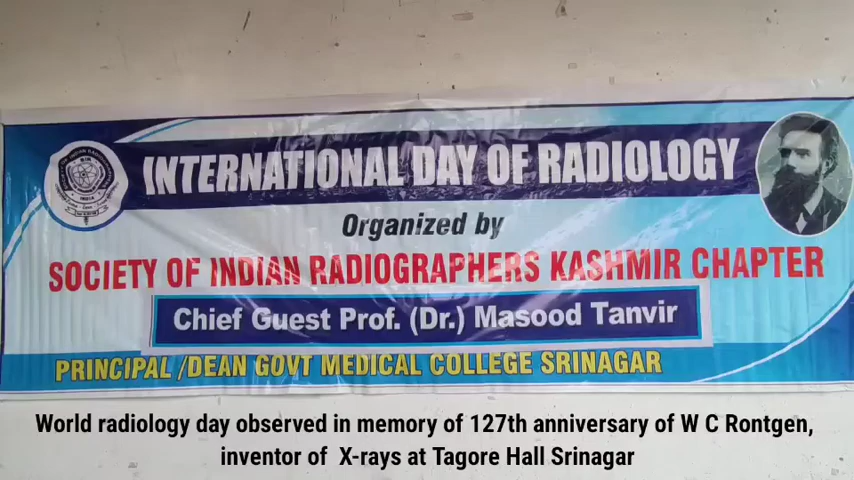 INTERNATIONAL DAY OF RADIOLOGY
Organized by
SOCIETY OF INDIAN RADIOGRAPHERS KASHMIR CHAPTER
Chief Guest Prof. (Dr.) Masood Tanvir
PRINCIPAL /DEAN GOVT MEDICAL COLLEGE SRINAGAR
World radiology day observed in memory of 127th anniversary of W C Rontgen,
inventor of X-rays at Tagore Hall Srinagar